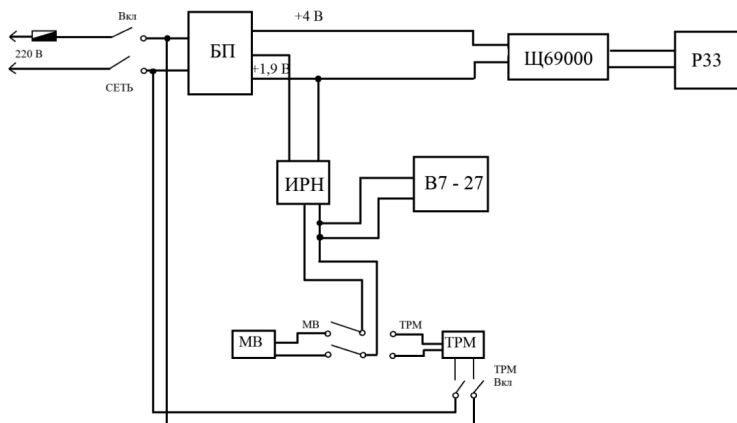 Вкл
+4 В
БП
220 В
+1,9 В
Щ69000
Р33
СЕТЬ
ИРН
В7 - 27
МВ
ТРМ
МВ
ТРМ
ТРМ
Вкл